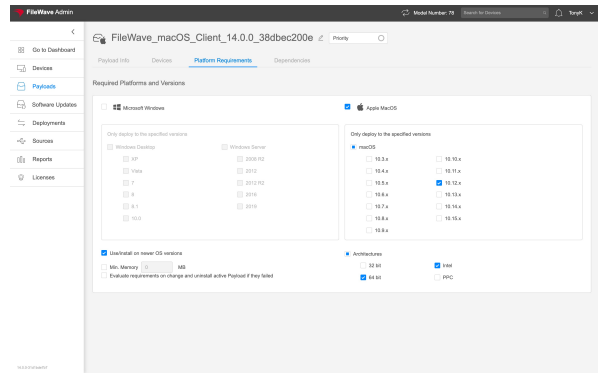 FileWave Admin
Model Number: 78
Search for Devices
TonyK
Go to Dashboard
Devices
Payloads
Software Updates
Deployments
Sources
Reports
Licenses
FileWave_macOS_Client_14.0.0_38dbec200e
Priority
Payload Info
Devices
Platform Requirements
Dependencies
Required Platforms and Versions
Microsoft Windows
Only deploy to the specified versions
Windows Desktop
Windows Server
XP
2008 R2
Vista
2012
7
2012 R2
8
2016
8.1
2019
10.0
Apple MacOS
Only deploy to the specified versions
macOS
10.3.x
10.10.x
10.4.x
10.11.x
10.5.x
10.12.x
10.6.x
10.13.x
10.7.x
10.14.x
10.8.x
10.15.x
10.9.x
Use/install on newer OS versions
Min. Memory
0
MB
Evaluate requirements on change and uninstall active Payload if they failed
Architectures
32 bit
Intel
64 bit
PPC